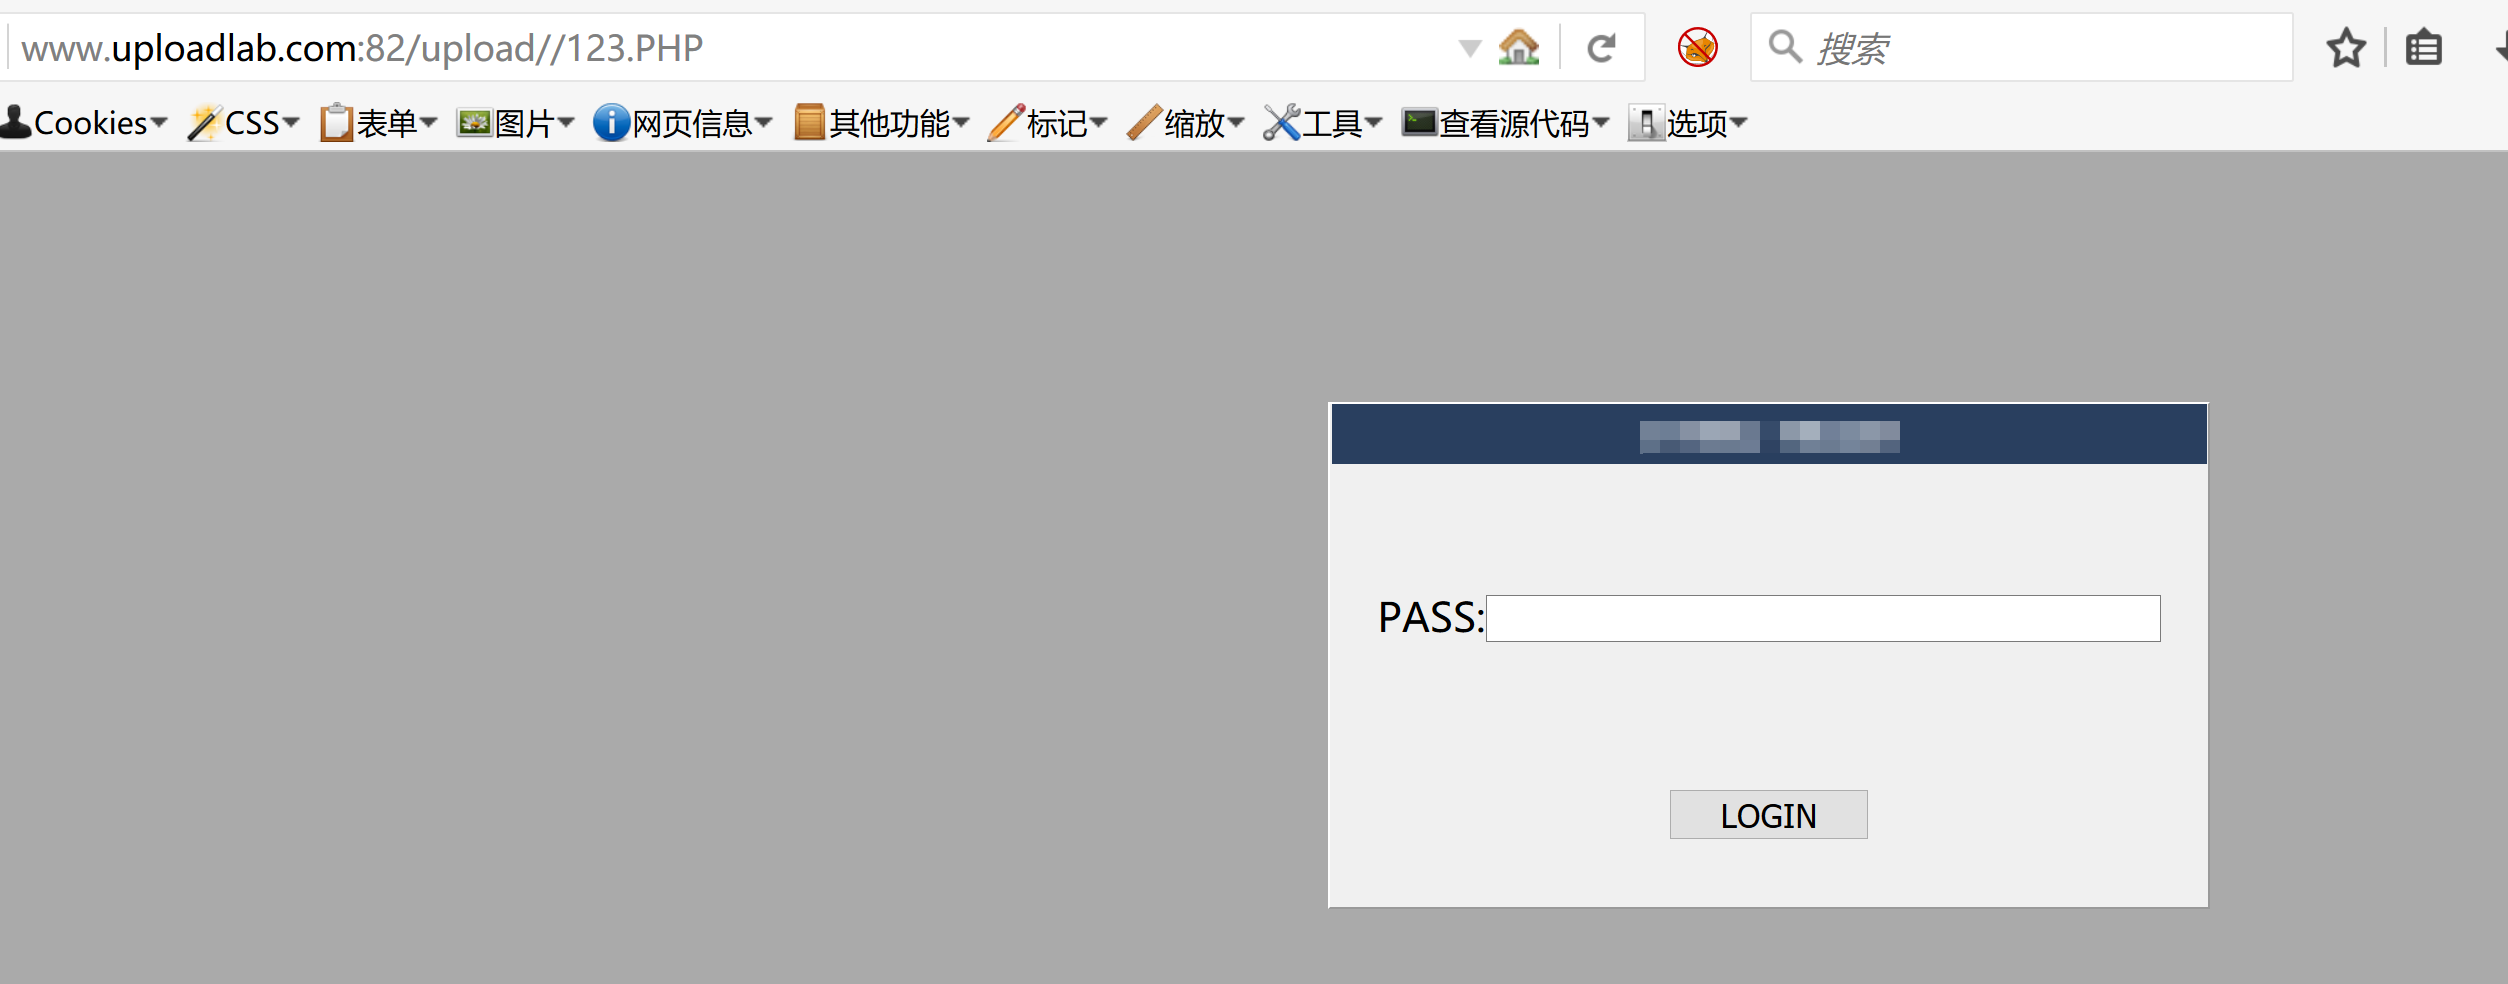 www.uploadlab.com:82/upload//123.PHP 搜索
Cookies CSS 表单 图片 网页信息 其他功能 标记 缩放 工具 查看源代码 选项
PASS:
LOGIN